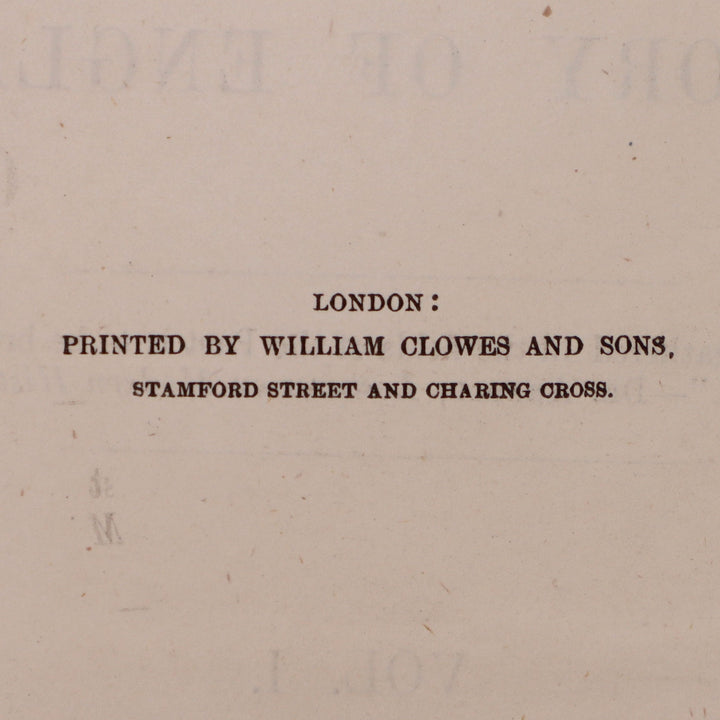 LONDON:
PRINTED BY WILLIAM CLOWES AND SONS,
STAMFORD STREET AND CHARING CROSS.